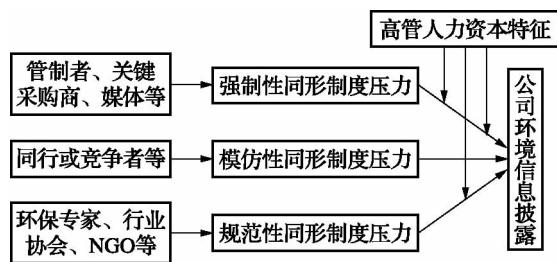 高管人力资本特征
管制者、关键
采购商、媒体等
强制性同形制度压力
同行或竞争者等
模仿性同形制度压力
环保专家、行业
协会、NGO等
规范性同形制度压力
公司环境信息披露